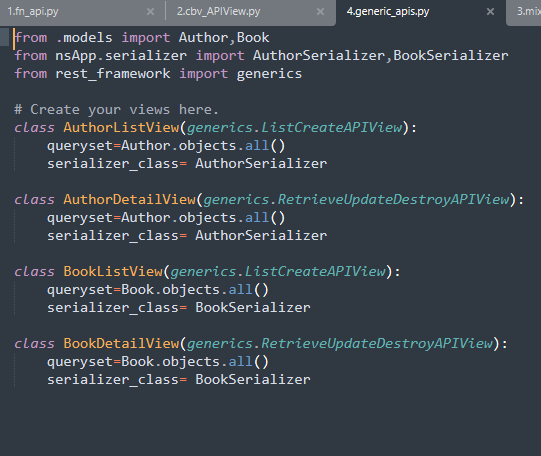 1.fn_api.py × 2.cbv_APIView.py × 4.generic_apis.py × 3.mix
from .models import Author,Book
from nsApp.serializer import AuthorSerializer,BookSerializer
from rest_framework import generics
# Create your views here.
class AuthorListView(generics.ListCreateAPIView):
queryset=Author.objects.all()
serializer_class= AuthorSerializer
class AuthorDetailView(generics.RetrieveUpdateDestroyAPIView):
queryset=Author.objects.all()
serializer_class= AuthorSerializer
class BookListView(generics.ListCreateAPIView):
queryset=Book.objects.all()
serializer_class= BookSerializer
class BookDetailView(generics.RetrieveUpdateDestroyAPIView):
queryset=Book.objects.all()
serializer_class= BookSerializer